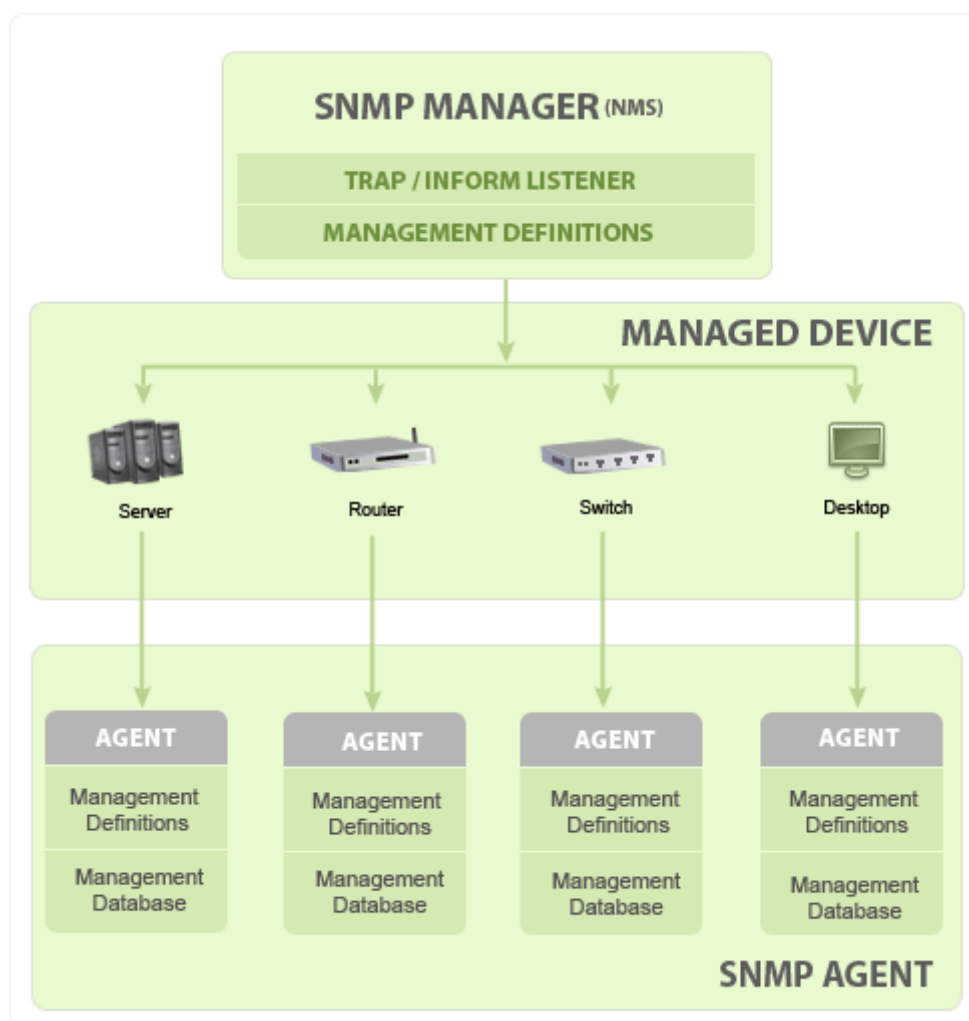 SNMP MANAGER (NMS)
TRAP / INFORM LISTENER
MANAGEMENT DEFINITIONS
MANAGED DEVICE
Server
Router
Switch
Desktop
AGENT
Management
Definitions
Management
Database
AGENT
Management
Definitions
Management
Database
AGENT
Management
Definitions
Management
Database
AGENT
Management
Definitions
Management
Database
SNMP AGENT